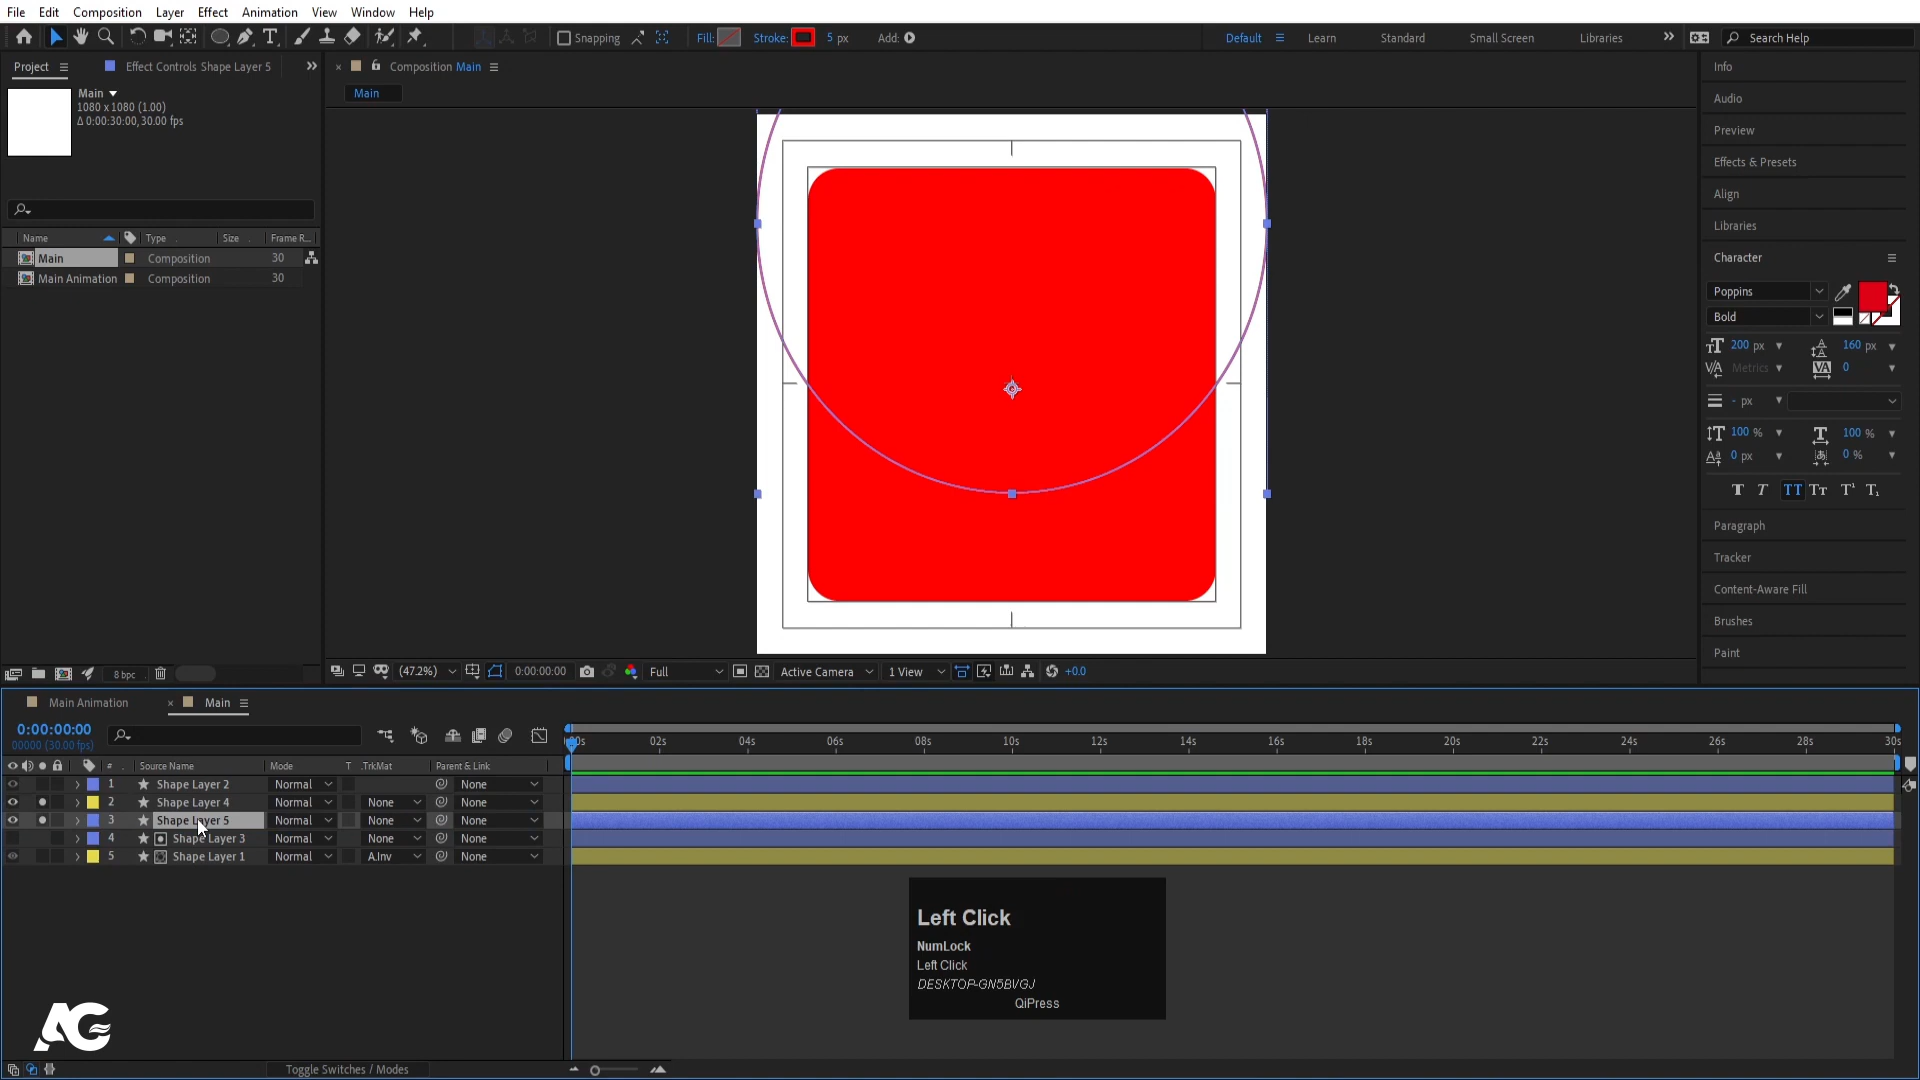 File Edit Composition Layer Effect Animation View Window Help
Snapping Fill: Stroke: 5 px Add: Default Learn Standard Small Screen Libraries Search Help
Project Effect Controls Shape Layer 5
Composition Main
Main
Main
1080 x 1080 (1.00)
Δ 0:00:30:00, 30.00 fps
Name Type Size Frame R...
Main Composition 30
Main Animation Composition 30
8 bpc
(47.2%) 0:00:00:00 Full Active Camera 1 View +0.0
Info
Audio
Preview
Effects & Presets
Align
Libraries
Character
Poppins
Bold
200 px 160 px
Metrics 0
- px
100 % 100 %
0 px 0 %
T T TT Tt T¹ T₁
Paragraph
Tracker
Content-Aware Fill
Brushes
Paint
Main Animation Main
0:00:00:00
00000 (30.00 fps)
02s 04s 06s 08s 10s 12s 14s 16s 18s 20s 22s 24s 26s 28s 30s
# Source Name Mode T .TrkMat Parent & Link
1 Shape Layer 2 Normal None
2 Shape Layer 4 Normal None None
3 Shape Layer 5 Normal None None
4 Shape Layer 3 Normal None None
5 Shape Layer 1 Normal A.Inv None
Left Click
NumLock
Left Click
DESKTOP-GN5BVGJ
QiPress
AG
Toggle Switches / Modes